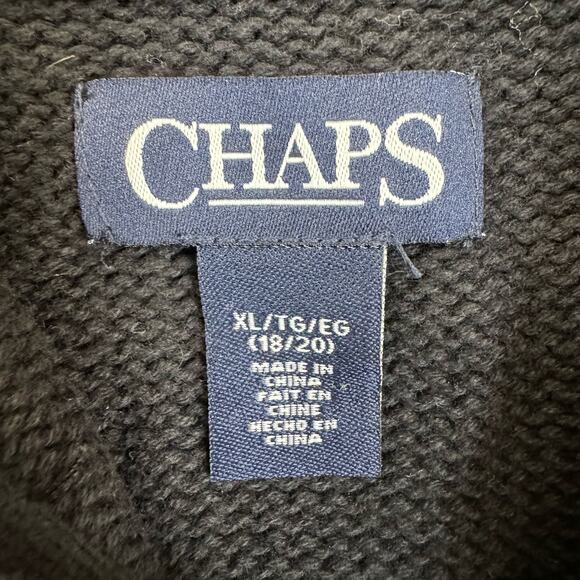 CHAPS
XL/TG/EG
(18/20)
MADE IN
CHINA
FAIT EN
CHINE
HECHO EN
CHINA